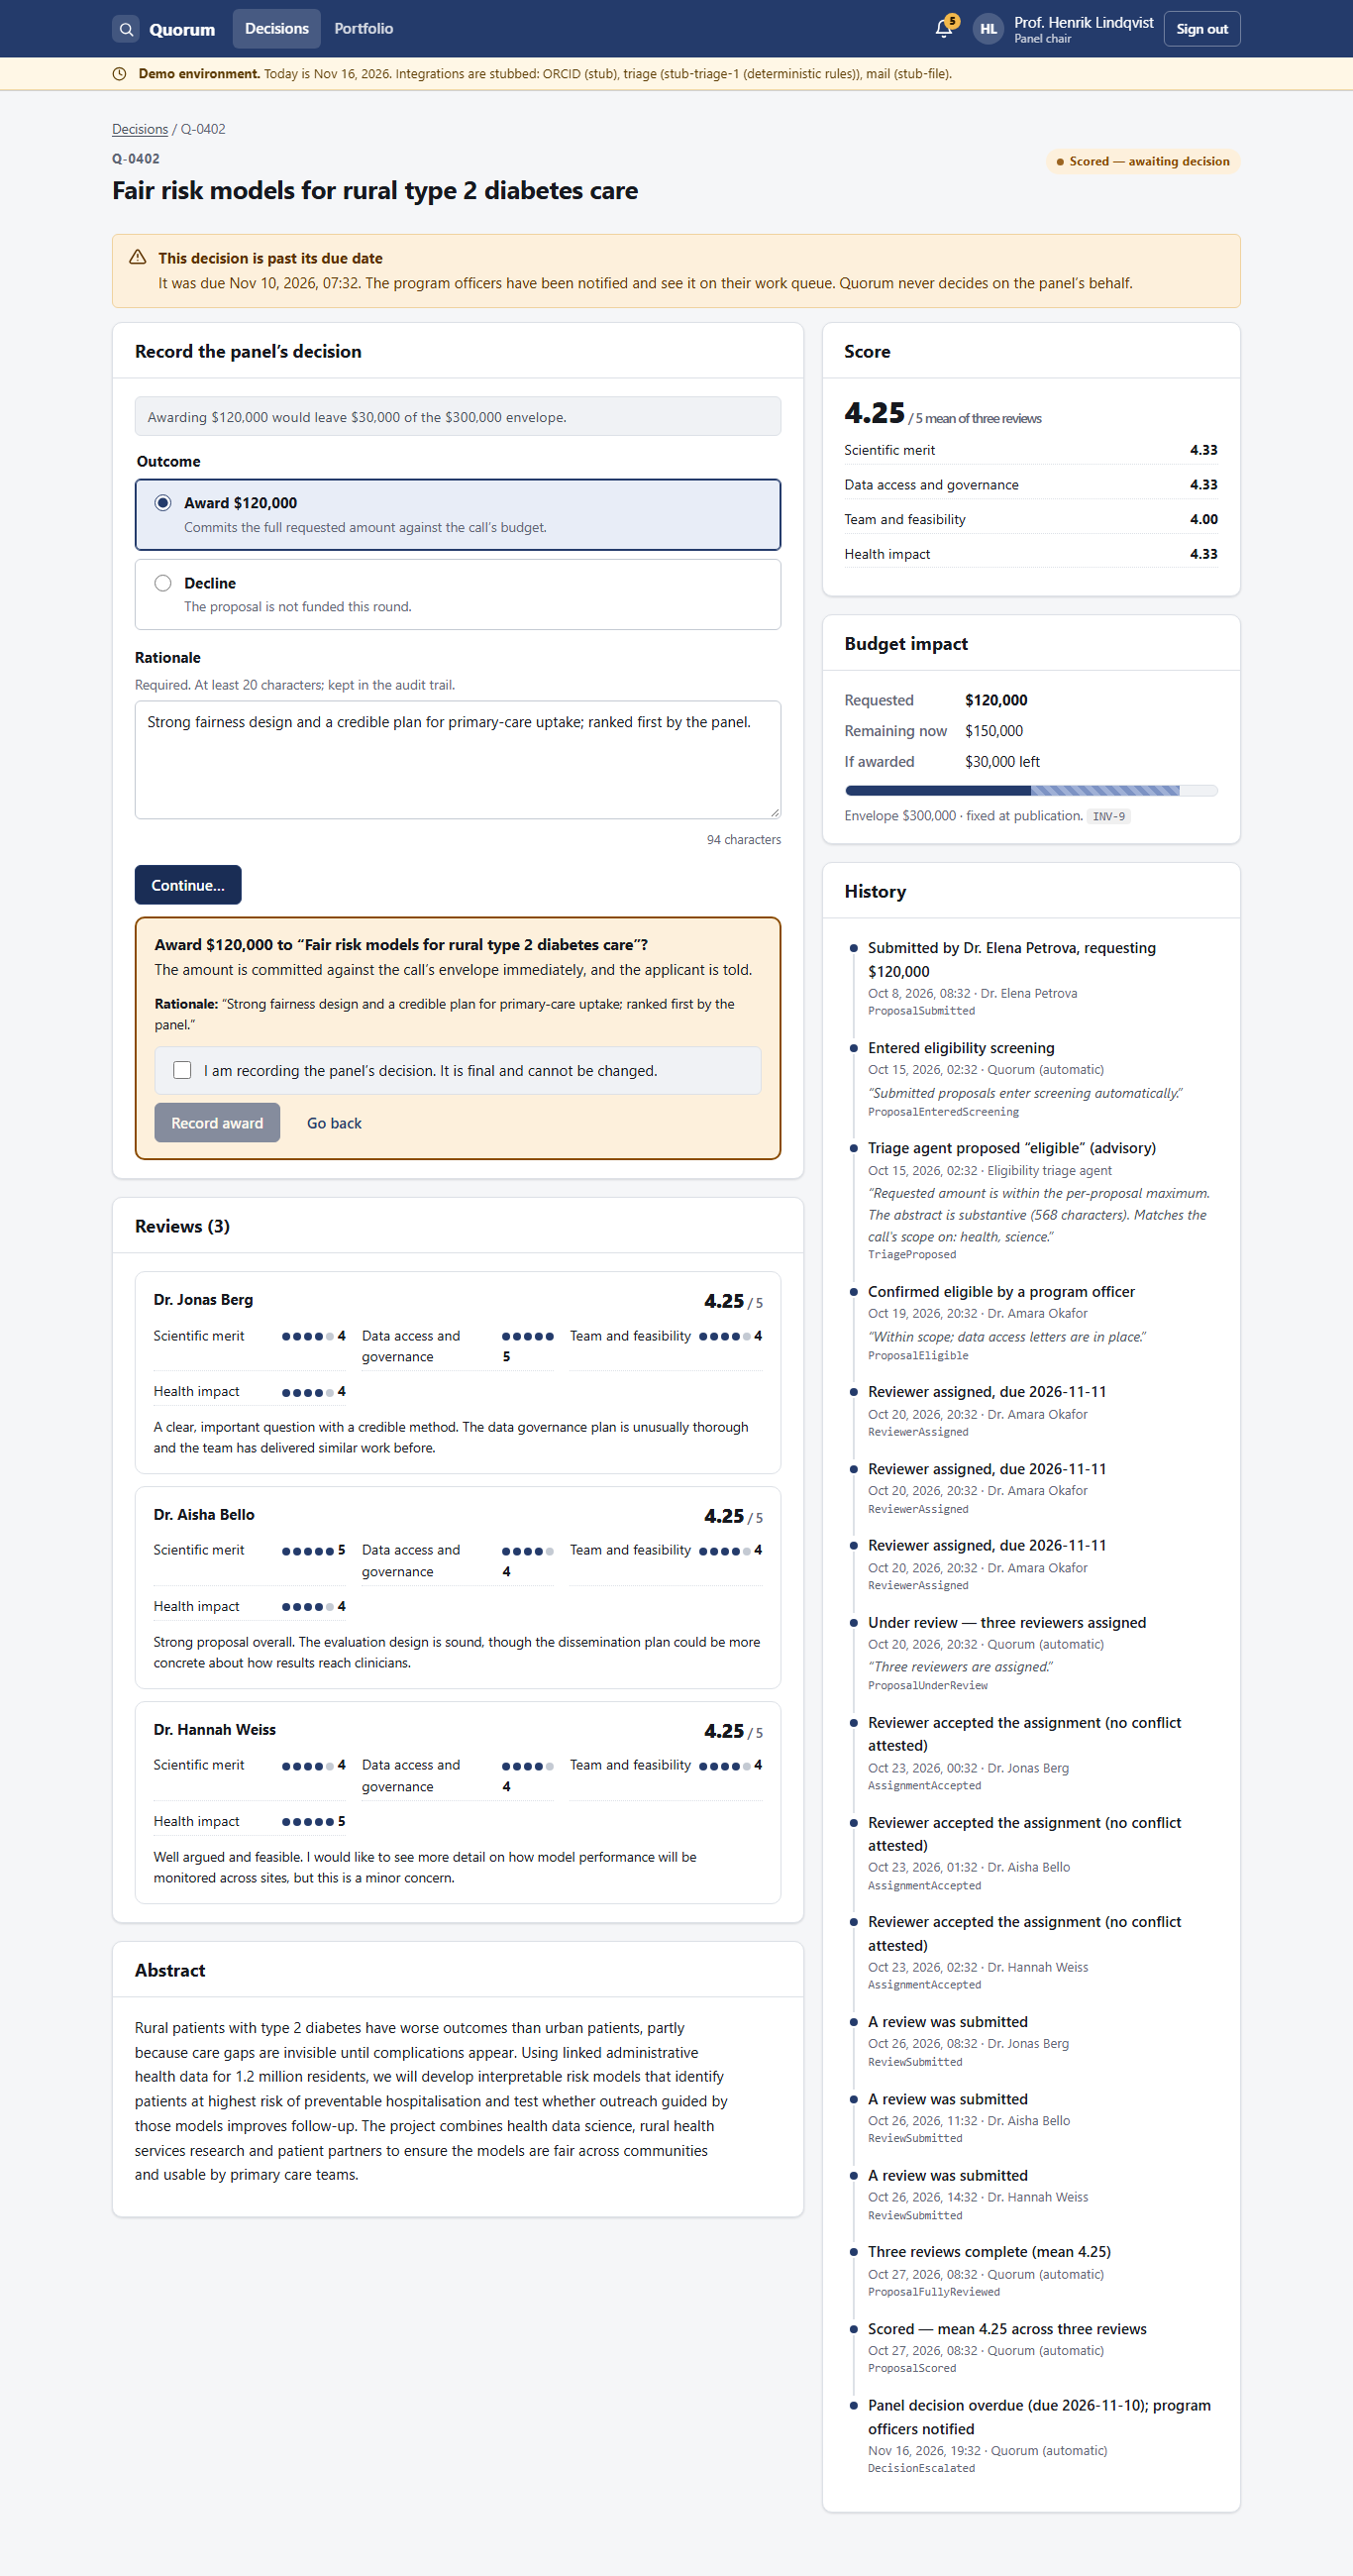 Quorum
Decisions
Portfolio
5
HL
Prof. Henrik Lindqvist
Panel chair
Sign out
Demo environment. Today is Nov 16, 2026. Integrations are stubbed: ORCID (stub), triage (stub-triage-1 (deterministic rules)), mail (stub-file).
Decisions / Q-0402
Q-0402
Fair risk models for rural type 2 diabetes care
Scored — awaiting decision
This decision is past its due date
It was due Nov 10, 2026, 07:32. The program officers have been notified and see it on their work queue. Quorum never decides on the panel’s behalf.
Record the panel’s decision
Awarding $120,000 would leave $30,000 of the $300,000 envelope.
Outcome
Award $120,000
Commits the full requested amount against the call’s budget.
Decline
The proposal is not funded this round.
Rationale
Required. At least 20 characters; kept in the audit trail.
Strong fairness design and a credible plan for primary-care uptake; ranked first by the panel.
94 characters
Continue…
Award $120,000 to “Fair risk models for rural type 2 diabetes care”?
The amount is committed against the call’s envelope immediately, and the applicant is told.
Rationale: “Strong fairness design and a credible plan for primary-care uptake; ranked first by the
panel.”
I am recording the panel’s decision. It is final and cannot be changed.
Record award
Go back
Reviews (3)
Dr. Jonas Berg
4.25 / 5
Scientific merit 4
Data access and
governance 5
Team and feasibility 4
Health impact 4
A clear, important question with a credible method. The data governance plan is unusually thorough
and the team has delivered similar work before.
Dr. Aisha Bello
4.25 / 5
Scientific merit 5
Data access and
governance 4
Team and feasibility 4
Health impact 4
Strong proposal overall. The evaluation design is sound, though the dissemination plan could be more
concrete about how results reach clinicians.
Dr. Hannah Weiss
4.25 / 5
Scientific merit 4
Data access and
governance 4
Team and feasibility 4
Health impact 5
Well argued and feasible. I would like to see more detail on how model performance will be
monitored across sites, but this is a minor concern.
Abstract
Rural patients with type 2 diabetes have worse outcomes than urban patients, partly
because care gaps are invisible until complications appear. Using linked administrative
health data for 1.2 million residents, we will develop interpretable risk models that identify
patients at highest risk of preventable hospitalisation and test whether outreach guided by
those models improves follow-up. The project combines health data science, rural health
services research and patient partners to ensure the models are fair across communities
and usable by primary care teams.
Score
4.25 / 5 mean of three reviews
Scientific merit 4.33
Data access and governance 4.33
Team and feasibility 4.00
Health impact 4.33
Budget impact
Requested $120,000
Remaining now $150,000
If awarded $30,000 left
Envelope $300,000 · fixed at publication. INV-9
History
Submitted by Dr. Elena Petrova, requesting
$120,000
Oct 8, 2026, 08:32 · Dr. Elena Petrova
ProposalSubmitted
Entered eligibility screening
Oct 15, 2026, 02:32 · Quorum (automatic)
“Submitted proposals enter screening automatically.”
ProposalEnteredScreening
Triage agent proposed “eligible” (advisory)
Oct 15, 2026, 02:32 · Eligibility triage agent
“Requested amount is within the per-proposal maximum.
The abstract is substantive (568 characters). Matches the
call’s scope on: health, science.”
TriageProposed
Confirmed eligible by a program officer
Oct 19, 2026, 20:32 · Dr. Amara Okafor
“Within scope; data access letters are in place.”
ProposalEligible
Reviewer assigned, due 2026-11-11
Oct 20, 2026, 20:32 · Dr. Amara Okafor
ReviewerAssigned
Reviewer assigned, due 2026-11-11
Oct 20, 2026, 20:32 · Dr. Amara Okafor
ReviewerAssigned
Reviewer assigned, due 2026-11-11
Oct 20, 2026, 20:32 · Dr. Amara Okafor
ReviewerAssigned
Under review — three reviewers assigned
Oct 20, 2026, 20:32 · Quorum (automatic)
“Three reviewers are assigned.”
ProposalUnderReview
Reviewer accepted the assignment (no conflict
attested)
Oct 23, 2026, 00:32 · Dr. Jonas Berg
AssignmentAccepted
Reviewer accepted the assignment (no conflict
attested)
Oct 23, 2026, 01:32 · Dr. Aisha Bello
AssignmentAccepted
Reviewer accepted the assignment (no conflict
attested)
Oct 23, 2026, 02:32 · Dr. Hannah Weiss
AssignmentAccepted
A review was submitted
Oct 26, 2026, 08:32 · Dr. Jonas Berg
ReviewSubmitted
A review was submitted
Oct 26, 2026, 11:32 · Dr. Aisha Bello
ReviewSubmitted
A review was submitted
Oct 26, 2026, 14:32 · Dr. Hannah Weiss
ReviewSubmitted
Three reviews complete (mean 4.25)
Oct 27, 2026, 08:32 · Quorum (automatic)
ProposalFullyReviewed
Scored — mean 4.25 across three reviews
Oct 27, 2026, 08:32 · Quorum (automatic)
ProposalScored
Panel decision overdue (due 2026-11-10); program
officers notified
Nov 16, 2026, 19:32 · Quorum (automatic)
DecisionEscalated